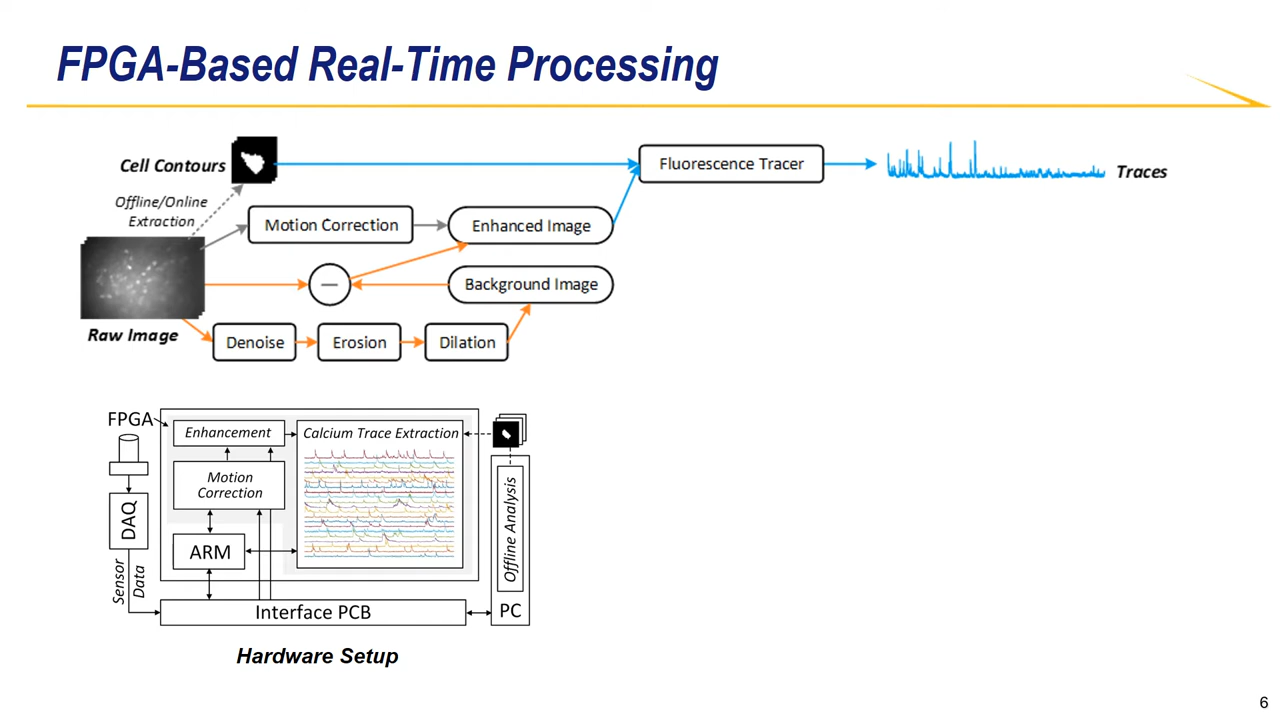 FPGA-Based Real-Time Processing
Cell Contours
Fluorescence Tracer
Traces
Offline/Online
Extraction
Motion Correction
Enhanced Image
—
Background Image
Raw Image
Denoise
Erosion
Dilation
FPGA
Enhancement
Calcium Trace Extraction
Motion
Correction
DAQ
ARM
Offline Analysis
Sensor
Data
Interface PCB
PC
Hardware Setup
6